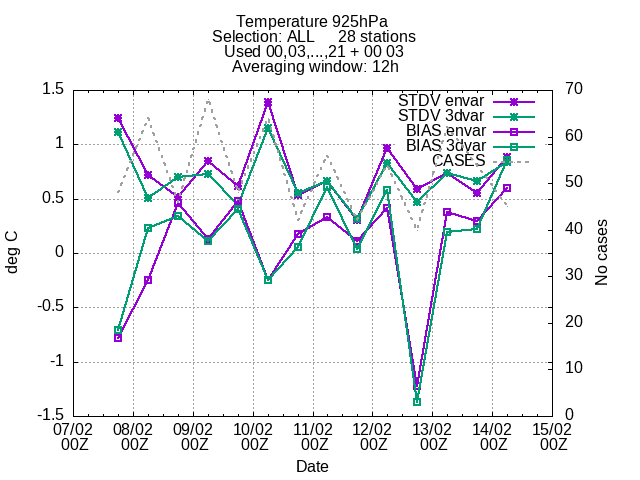 Temperature 925hPa
Selection: ALL 28 stations
Used 00,03,...,21 + 00 03
Averaging window: 12h
1.5
1
0.5
0
-0.5
-1
-1.5
deg C
70
60
50
40
30
20
10
0
No cases
STDV envar
STDV 3dvar
BIAS envar
BIAS 3dvar
CASES
07/02 08/02 09/02 10/02 11/02 12/02 13/02 14/02 15/02
00Z 00Z 00Z 00Z 00Z 00Z 00Z 00Z 00Z
Date